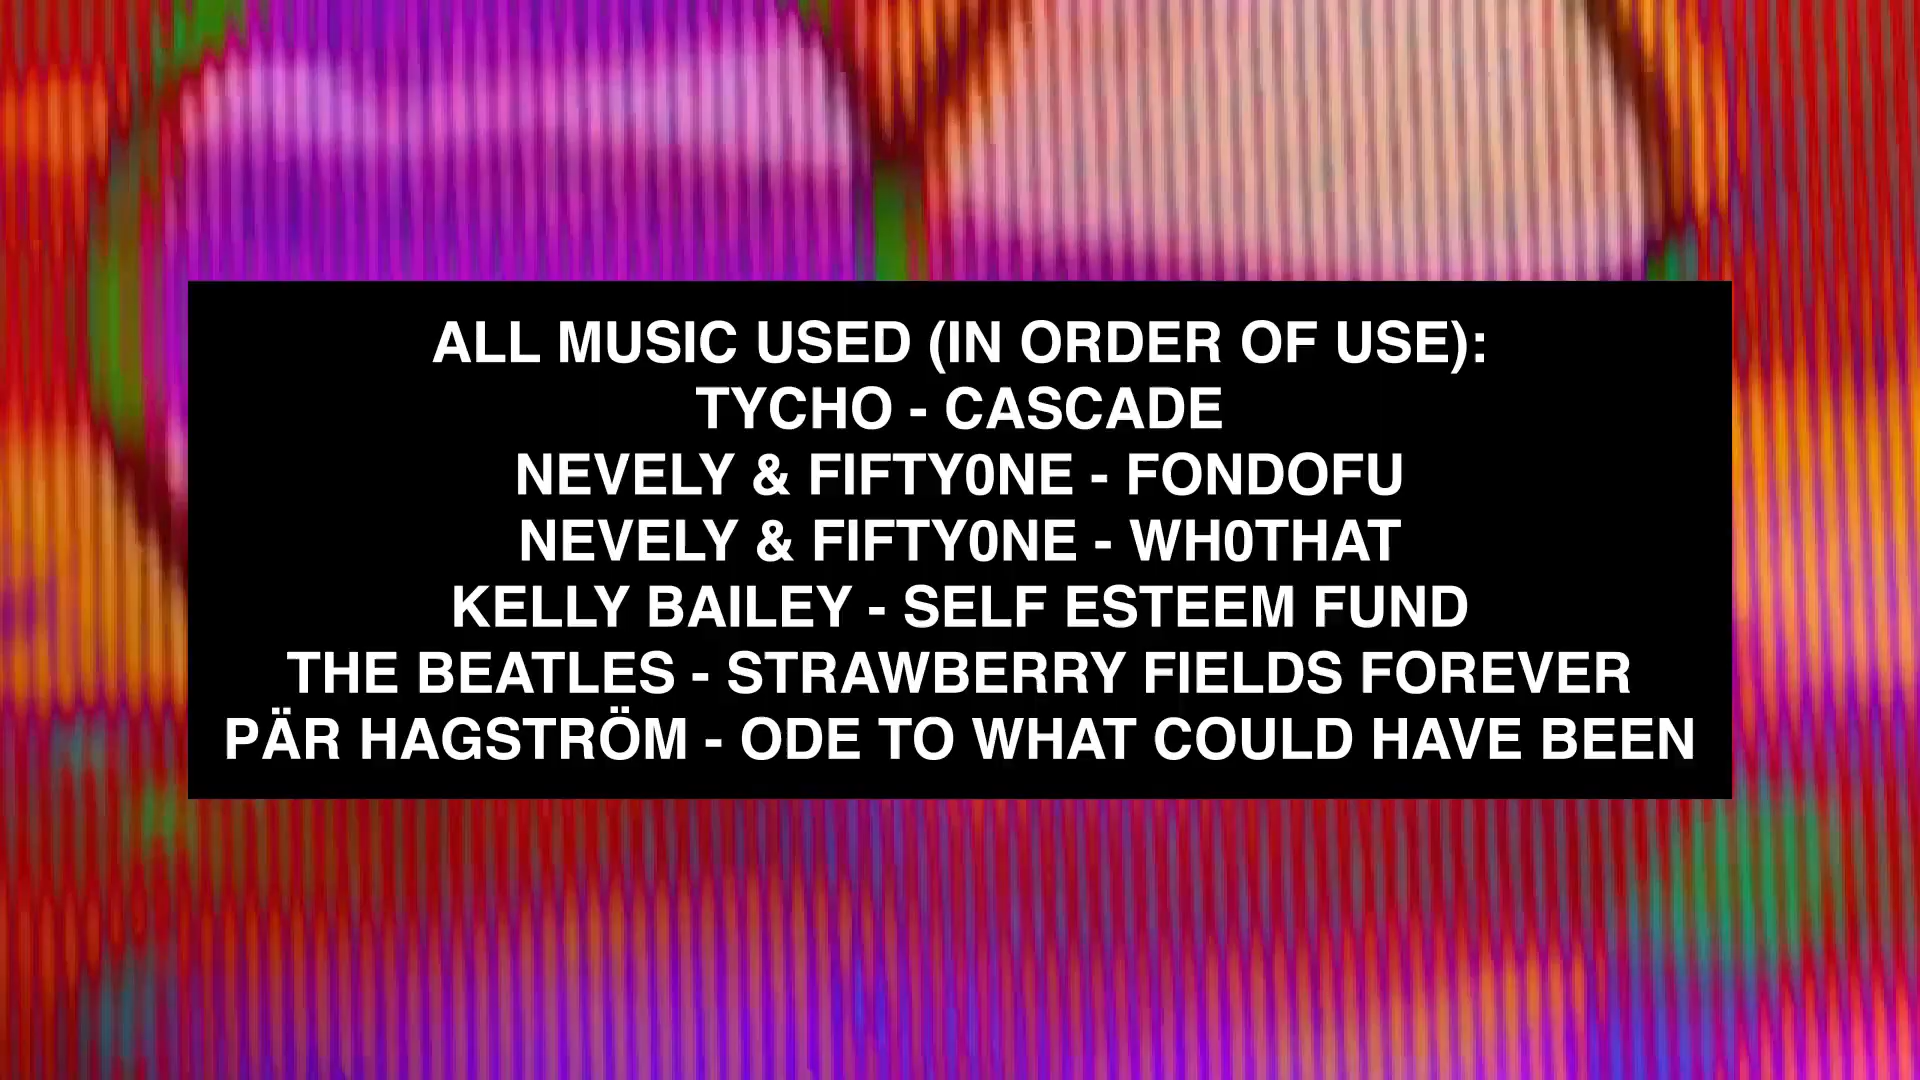 ALL MUSIC USED (IN ORDER OF USE):
TYCHO - CASCADE
NEVELY & FIFTY0NE - FONDOFU
NEVELY & FIFTY0NE - WH0THAT
KELLY BAILEY - SELF ESTEEM FUND
THE BEATLES - STRAWBERRY FIELDS FOREVER
PÄR HAGSTRÖM - ODE TO WHAT COULD HAVE BEEN